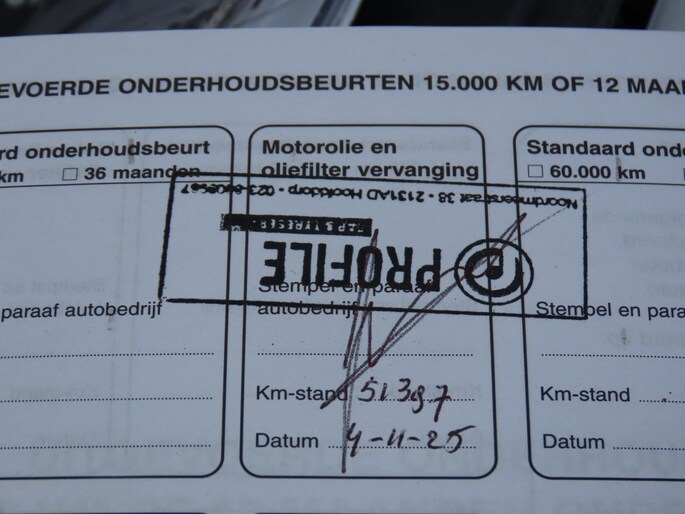 EVOERDE ONDERHOUDSBEURTEN 15.000 KM OF 12 MAA
rd onderhoudsbeurt
km □ 36 maanden
paraaf autobedrijf
Motorolie en
oliefilter vervanging
Noordmeerstraat 38 - 2131AD Hoofddorp - 023-
PROFILE
Stempel en paraaf
autobedrijf
Km-stand 51397
Datum 4-11-25
Standaard onde
□ 60.000 km
Stempel en para
Km-stand
Datum